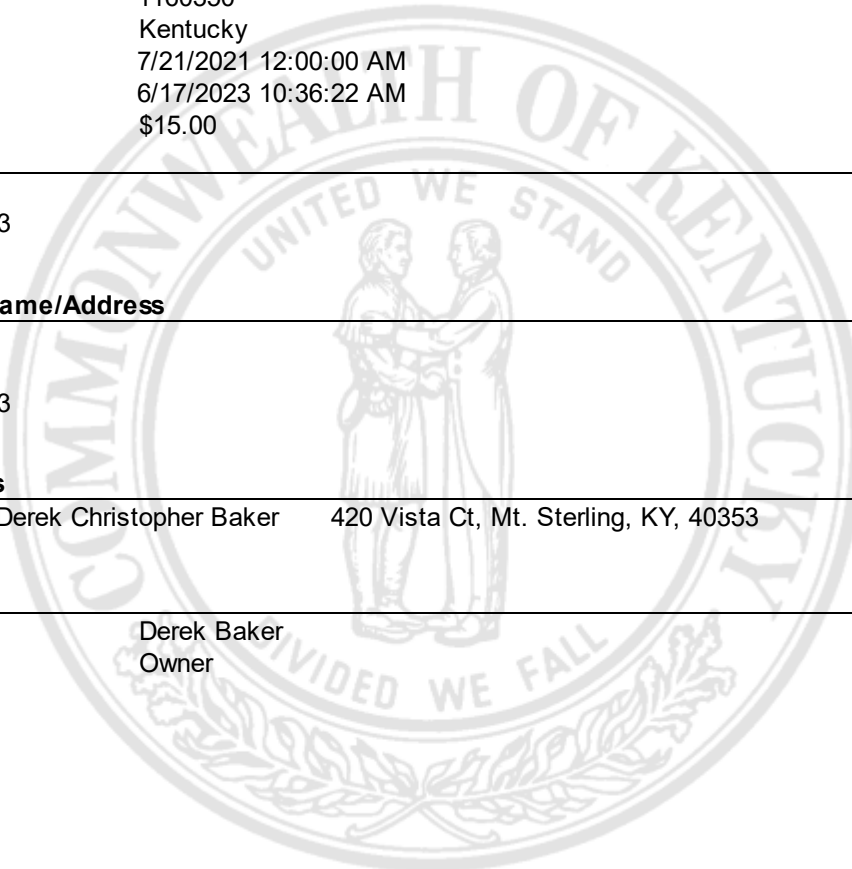 Kentucky
7/21/2021 12:00:00 AM
6/17/2023 10:36:22 AM
$15.00
3
ame/Address
3
s
Derek Christopher Baker 420 Vista Ct, Mt. Sterling, KY, 40353
Derek Baker
Owner
COMMONWEALTH OF KENTUCKY
UNITED WE STAND
DIVIDED WE FALL